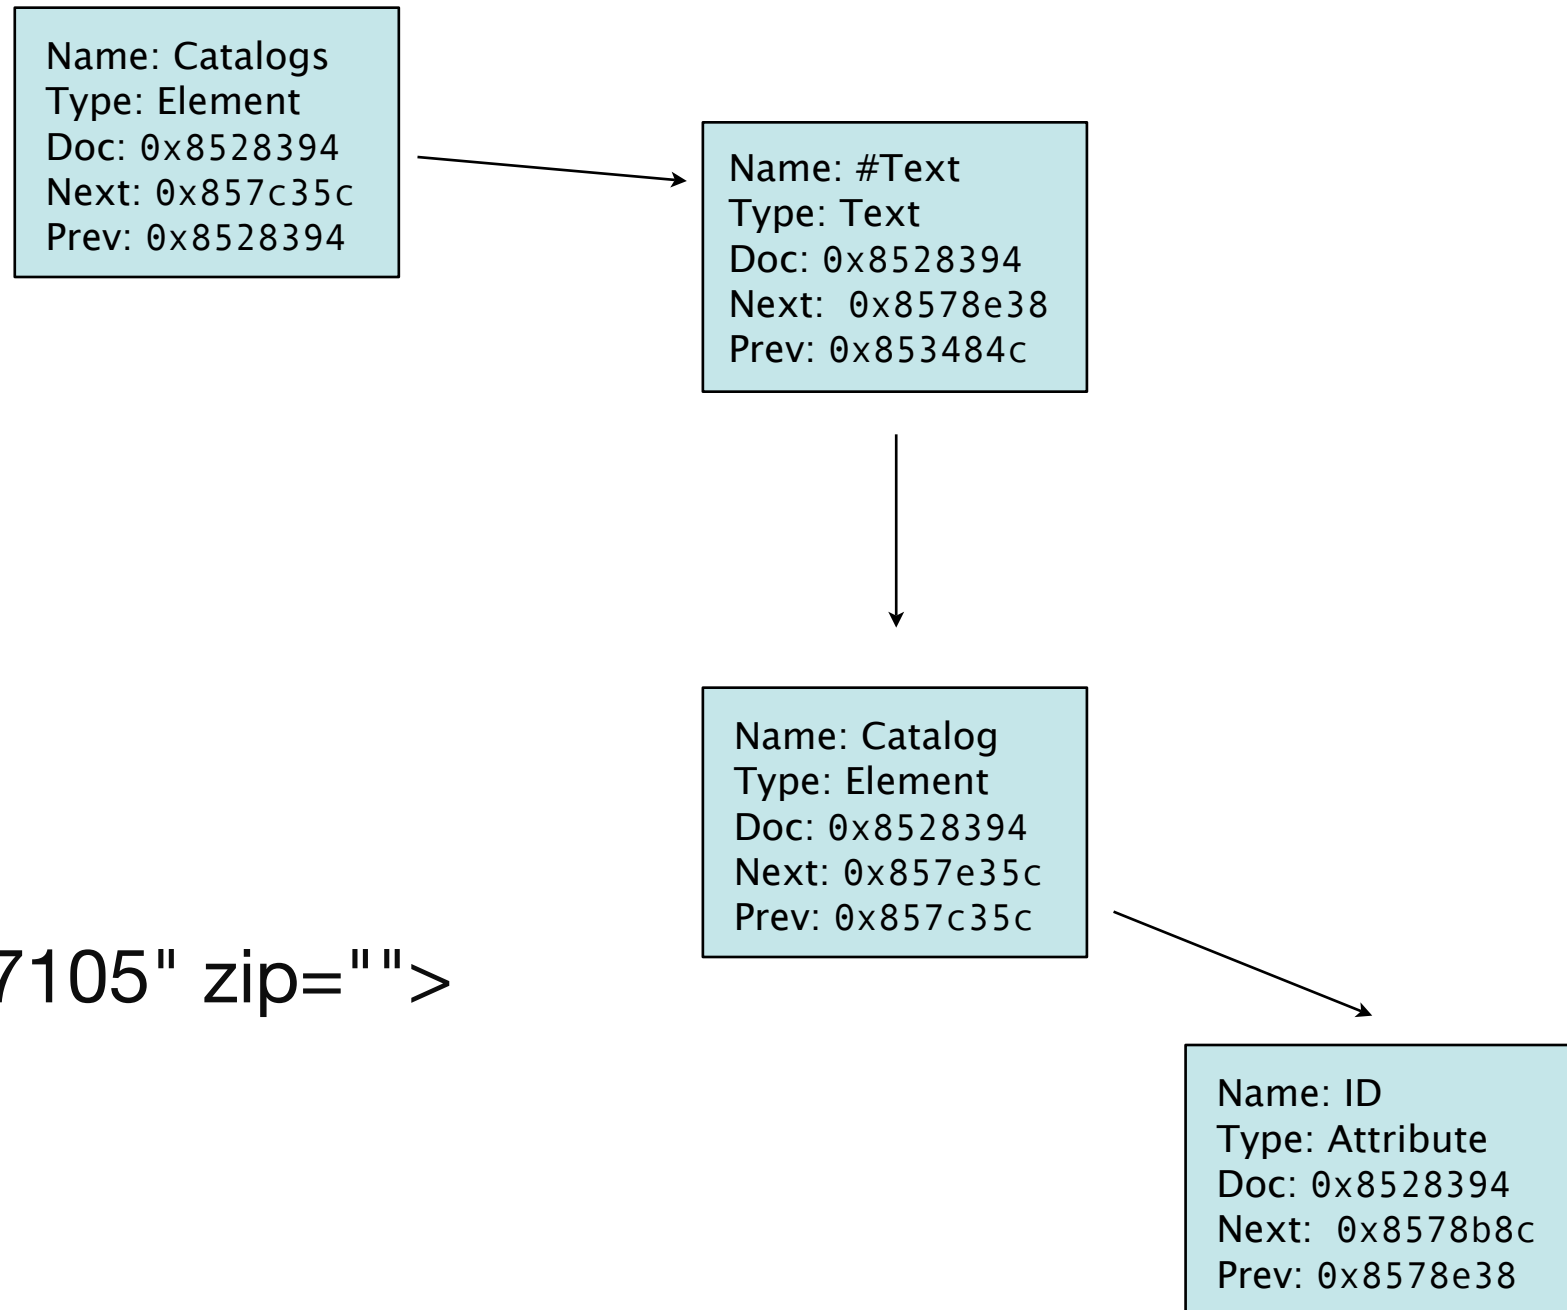 Name: Catalogs
Type: Element
Doc: 0x8528394
Next: 0x857c35c
Prev: 0x8528394
Name: #Text
Type: Text
Doc: 0x8528394
Next: 0x8578e38
Prev: 0x853484c
Name: Catalog
Type: Element
Doc: 0x8528394
Next: 0x857e35c
Prev: 0x857c35c
7105" zip="">
Name: ID
Type: Attribute
Doc: 0x8528394
Next: 0x8578b8c
Prev: 0x8578e38